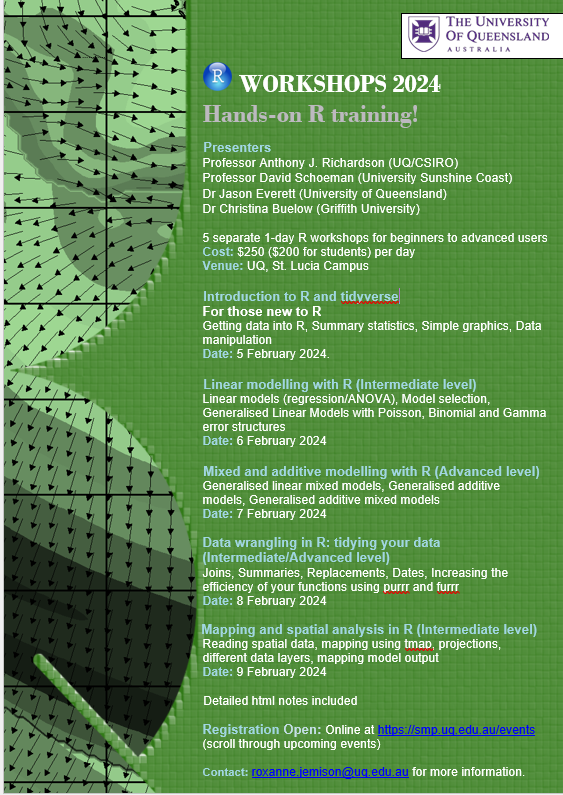 THE UNIVERSITY
OF QUEENSLAND
AUSTRALIA
R WORKSHOPS 2024
Hands-on R training!
Presenters
Professor Anthony J. Richardson (UQ/CSIRO)
Professor David Schoeman (University Sunshine Coast)
Dr Jason Everett (University of Queensland)
Dr Christina Buelow (Griffith University)
5 separate 1-day R workshops for beginners to advanced users
Cost: $250 ($200 for students) per day
Venue: UQ, St. Lucia Campus
Introduction to R and tidyverse
For those new to R
Getting data into R, Summary statistics, Simple graphics, Data
manipulation
Date: 5 February 2024.
Linear modelling with R (Intermediate level)
Linear models (regression/ANOVA), Model selection,
Generalised Linear Models with Poisson, Binomial and Gamma
error structures
Date: 6 February 2024
Mixed and additive modelling with R (Advanced level)
Generalised linear mixed models, Generalised additive
models, Generalised additive mixed models
Date: 7 February 2024
Data wrangling in R: tidying your data
(Intermediate/Advanced level)
Joins, Summaries, Replacements, Dates, Increasing the
efficiency of your functions using purrr and furrr
Date: 8 February 2024
Mapping and spatial analysis in R (Intermediate level)
Reading spatial data, mapping using tmap, projections,
different data layers, mapping model output
Date: 9 February 2024
Detailed html notes included
Registration Open: Online at https://smp.uq.edu.au/events
(scroll through upcoming events)
Contact: roxanne.jemison@uq.edu.au for more information.